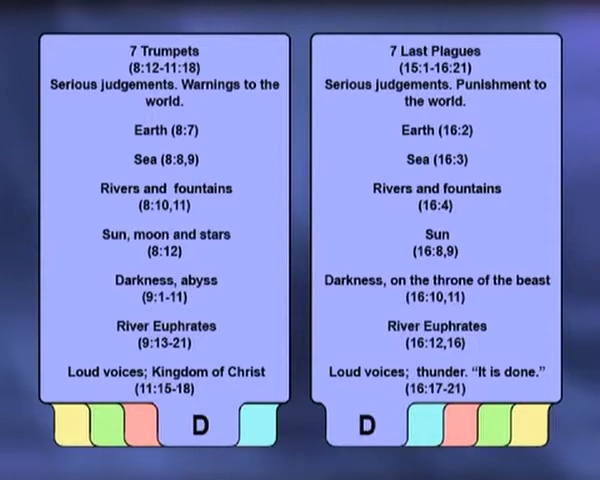 7 Trumpets
(8:12-11:18)
Serious judgements. Warnings to the
world.
Earth (8:7)
Sea (8:8,9)
Rivers and fountains
(8:10,11)
Sun, moon and stars
(8:12)
Darkness, abyss
(9:1-11)
River Euphrates
(9:13-21)
Loud voices; Kingdom of Christ
(11:15-18)
D
7 Last Plagues
(15:1-16:21)
Serious judgements. Punishment to
the world.
Earth (16:2)
Sea (16:3)
Rivers and fountains
(16:4)
Sun
(16:8,9)
Darkness, on the throne of the beast
(16:10,11)
River Euphrates
(16:12,16)
Loud voices; thunder. “It is done.”
(16:17-21)
D